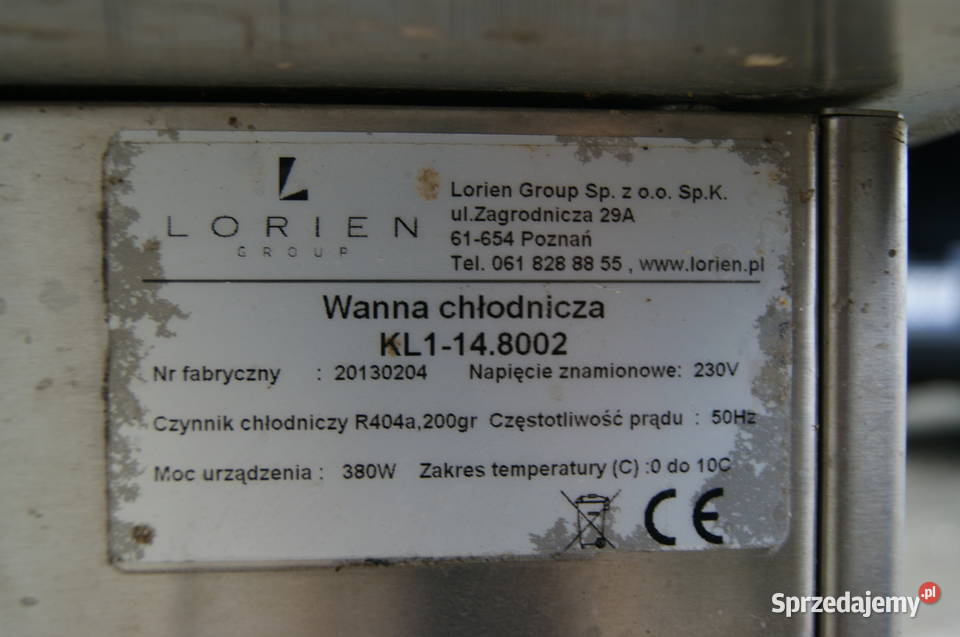 LORIEN
GROUP
Lorien Group Sp. z o.o. Sp.K.
ul.Zagrodnicza 29A
61-654 Poznań
Tel. 061 828 88 55 , www.lorien.pl
Wanna chłodnicza
KL1-14.8002
Nr fabryczny : 20130204 Napięcie znamionowe: 230V
Czynnik chłodniczy R404a,200gr Częstotliwość prądu : 50Hz
Moc urządzenia : 380W Zakres temperatury (C) :0 do 10C
CE
Sprzedajemy.pl